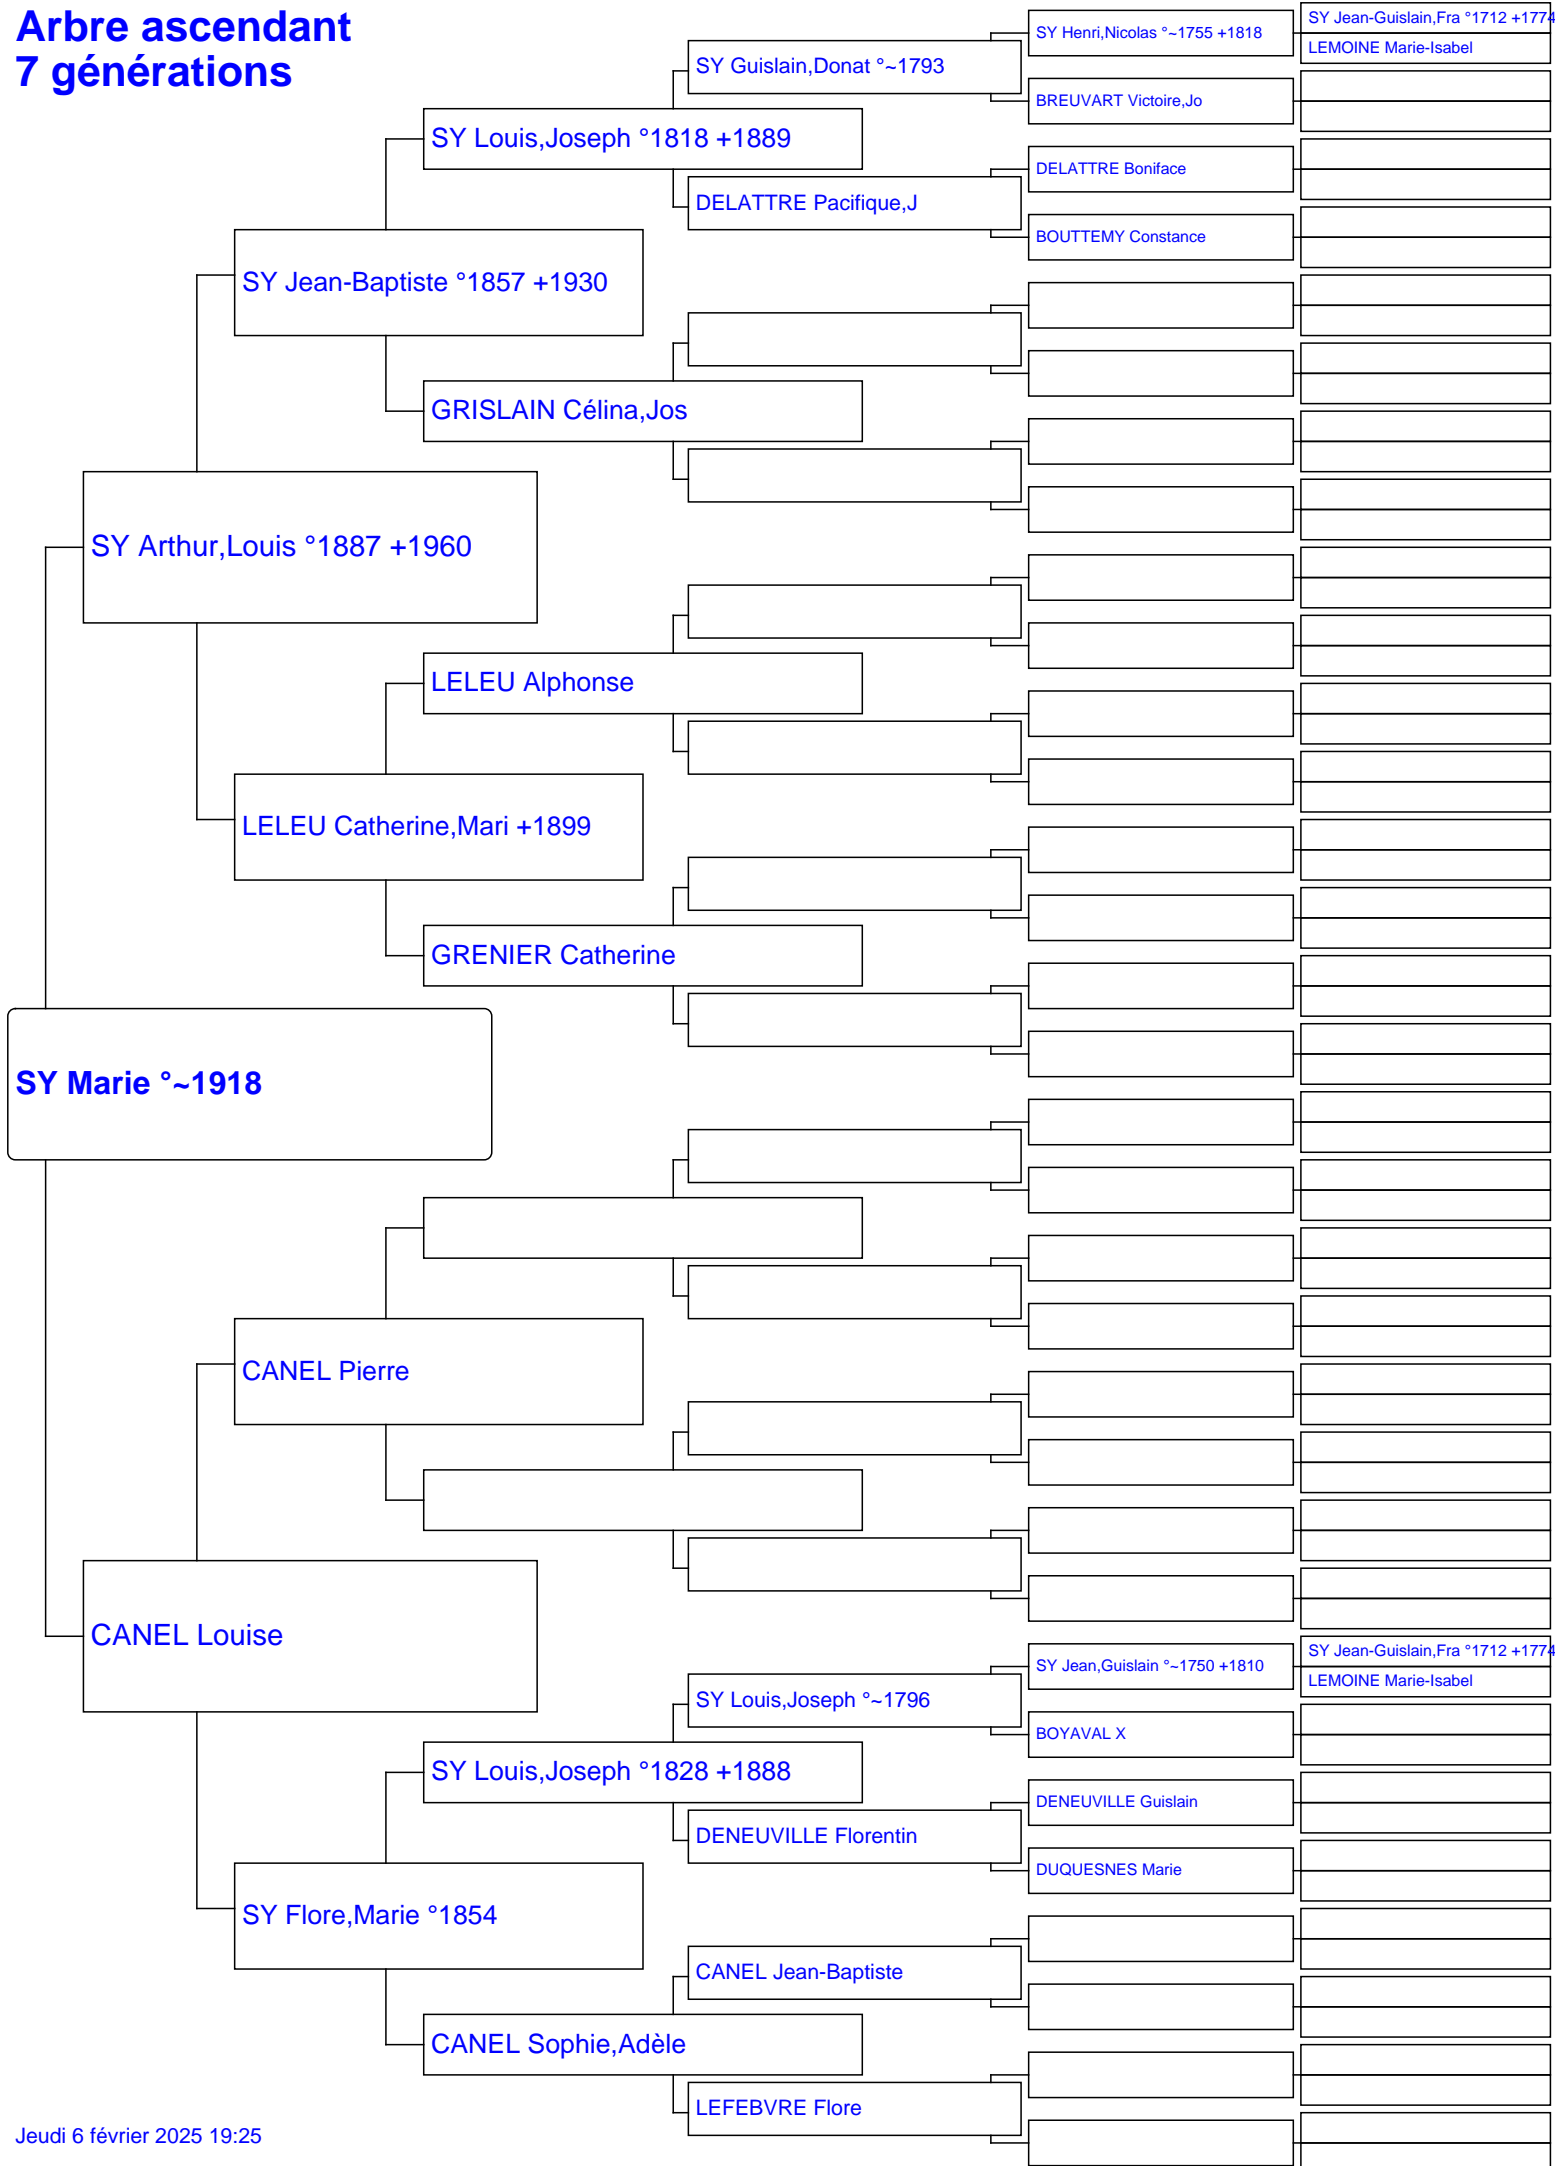 Arbre ascendant
7 générations
SY Jean-Guislain,Fra °1712 +1774
SY Henri,Nicolas °~1755 +1818
LEMOINE Marie-Isabel
SY Guislain,Donat °~1793
BREUVART Victoire,Jo
SY Louis,Joseph °1818 +1889
DELATTRE Boniface
DELATTRE Pacifique,J
BOUTTEMY Constance
SY Jean-Baptiste °1857 +1930
GRISLAIN Célina,Jos
SY Arthur,Louis °1887 +1960
LELEU Alphonse
LELEU Catherine,Mari +1899
GRENIER Catherine
SY Marie °~1918
CANEL Pierre
CANEL Louise
SY Jean-Guislain,Fra °1712 +1774
SY Jean,Guislain °~1750 +1810
LEMOINE Marie-Isabel
SY Louis,Joseph °~1796
BOYAVAL X
SY Louis,Joseph °1828 +1888
DENEUVILLE Guislain
DENEUVILLE Florentin
DUQUESNES Marie
SY Flore,Marie °1854
CANEL Jean-Baptiste
CANEL Sophie,Adèle
LEFEBVRE Flore
Jeudi 6 février 2025 19:25